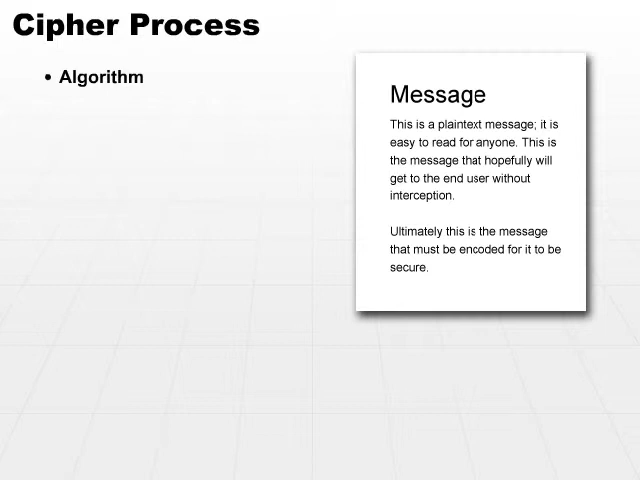 Cipher Process
• Algorithm
Message
This is a plaintext message; it is
easy to read for anyone. This is
the message that hopefully will
get to the end user without
interception.
Ultimately this is the message
that must be encoded for it to be
secure.